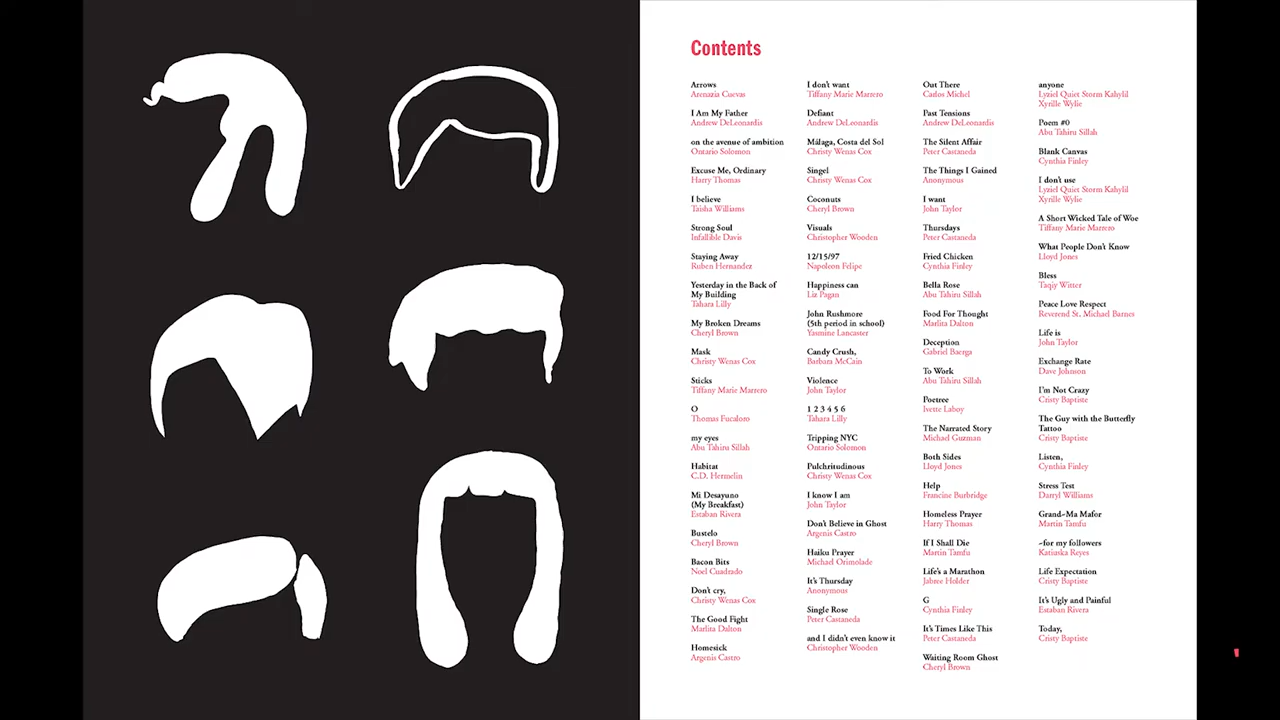 Contents
Arrows
Arenazia Cuevas
I Am My Father
Andrew DeLeonardis
on the avenue of ambition
Ontario Solomon
Excuse Me, Ordinary
Harry Thomas
I believe
Taisha Williams
Strong Soul
Infallible Davis
Staying Away
Ruben Hernandez
Yesterday in the Back of
My Building
Tahara Lilly
My Broken Dreams
Cheryl Brown
Mask
Christy Wenas Cox
Sticks
Tiffany Marie Marrero
O
Thomas Fucaloro
my eyes
Abu Tahiru Sillah
Habitat
C.D. Hermelin
Mi Desayuno
(My Breakfast)
Estaban Rivera
Bustelo
Cheryl Brown
Bacon Bits
Noel Cuadrado
Don't cry,
Christy Wenas Cox
The Good Fight
Marlita Dalton
Homesick
Argenis Castro
I don't want
Tiffany Marie Marrero
Defiant
Andrew DeLeonardis
Málaga, Costa del Sol
Christy Wenas Cox
Singel
Christy Wenas Cox
Coconuts
Cheryl Brown
Visuals
Christopher Wooden
12/15/97
Napoleon Felipe
Happiness can
Liz Pagan
John Rushmore
(5th period in school)
Yasmine Lancaster
Candy Crush,
Barbara McCain
Violence
John Taylor
1 2 3 4 5 6
Tahara Lilly
Tripping NYC
Ontario Solomon
Pulchritudinous
Christy Wenas Cox
I know I am
John Taylor
Don't Believe in Ghost
Argenis Castro
Haiku Prayer
Michael Orimolade
It's Thursday
Anonymous
Single Rose
Peter Castaneda
and I didn't even know it
Christopher Wooden
Out There
Carlos Michel
Past Tensions
Andrew DeLeonardis
The Silent Affair
Peter Castaneda
The Things I Gained
Anonymous
I want
John Taylor
Thursdays
Peter Castaneda
Fried Chicken
Cynthia Finley
Bella Rose
Abu Tahiru Sillah
Food For Thought
Marlita Dalton
Deception
Gabriel Baerga
To Work
Abu Tahiru Sillah
Poetree
Ivette Laboy
The Narrated Story
Michael Guzman
Both Sides
Lloyd Jones
Help
Francine Burbridge
Homeless Prayer
Harry Thomas
If I Shall Die
Martin Tamfu
Life's a Marathon
Jabree Holder
G
Cynthia Finley
It's Times Like This
Peter Castaneda
Waiting Room Ghost
Cheryl Brown
anyone
Lyziel Quiet Storm Kahylil
Xyrille Wylie
Poem #0
Abu Tahiru Sillah
Blank Canvas
Cynthia Finley
I don't use
Lyziel Quiet Storm Kahylil
Xyrille Wylie
A Short Wicked Tale of Woe
Tiffany Marie Marrero
What People Don't Know
Lloyd Jones
Bless
Taqiy Witter
Peace Love Respect
Reverend St. Michael Barnes
Life is
John Taylor
Exchange Rate
Dave Johnson
I'm Not Crazy
Cristy Baptiste
The Guy with the Butterfly
Tattoo
Cristy Baptiste
Listen,
Cynthia Finley
Stress Test
Darryl Williams
Grand-Ma Mafor
Martin Tamfu
~for my followers
Katiuska Reyes
Life Expectation
Cristy Baptiste
It's Ugly and Painful
Estaban Rivera
Today,
Cristy Baptiste